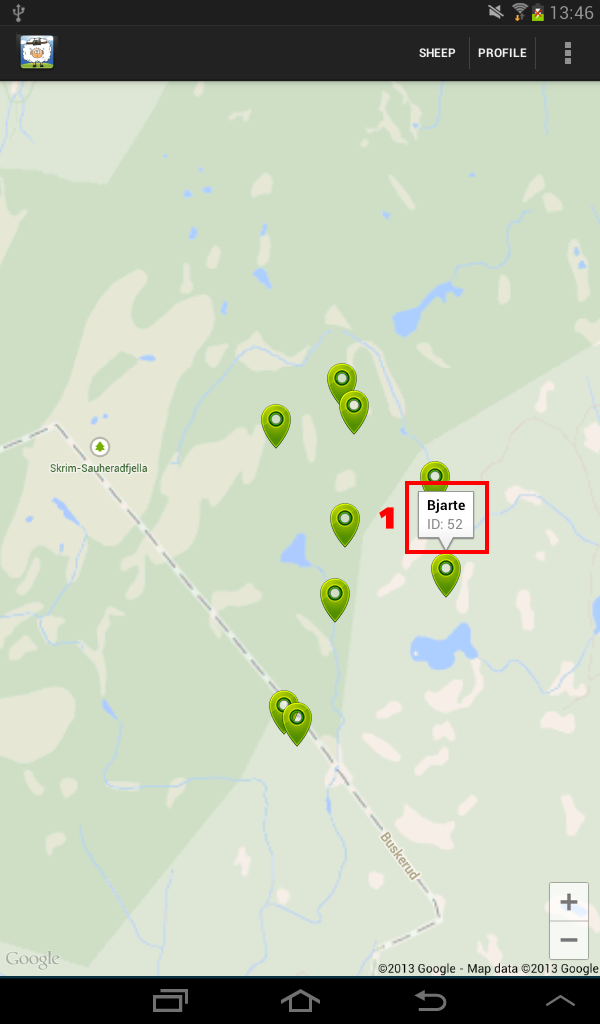 13:46
SHEEP
PROFILE
Skrim-Sauheradfjella
1
Bjarte
ID: 52
Buskerud
+
−
Google
©2013 Google - Map data ©2013 Google